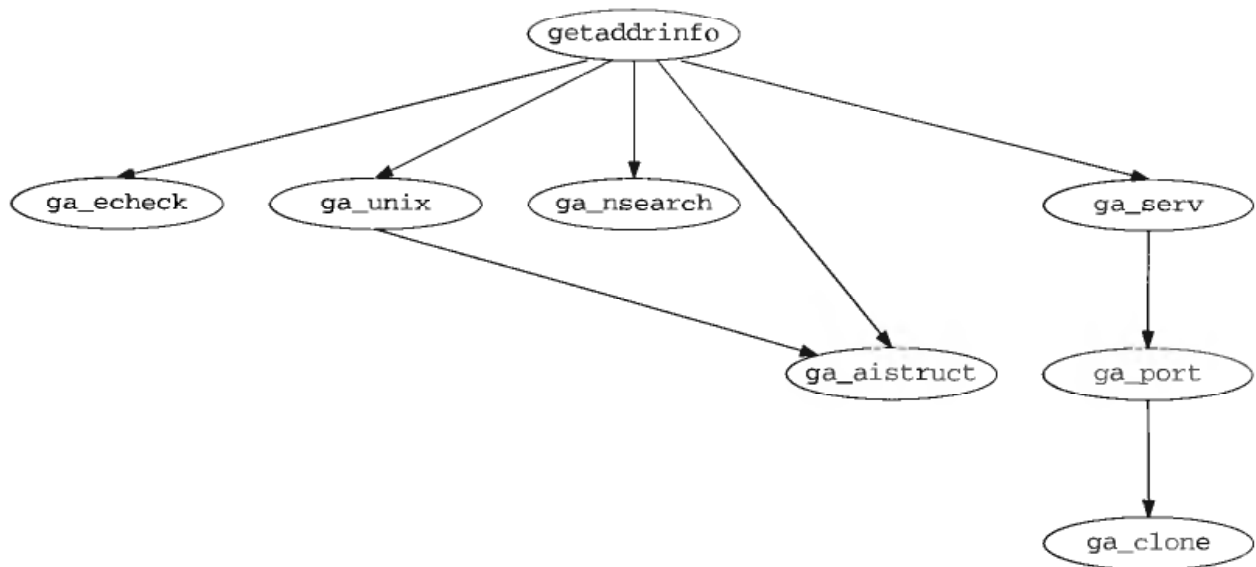 getaddrinfo
ga_echeck
ga_unix
ga_nsearch
ga_serv
ga_aistruct
ga_port
ga_clone